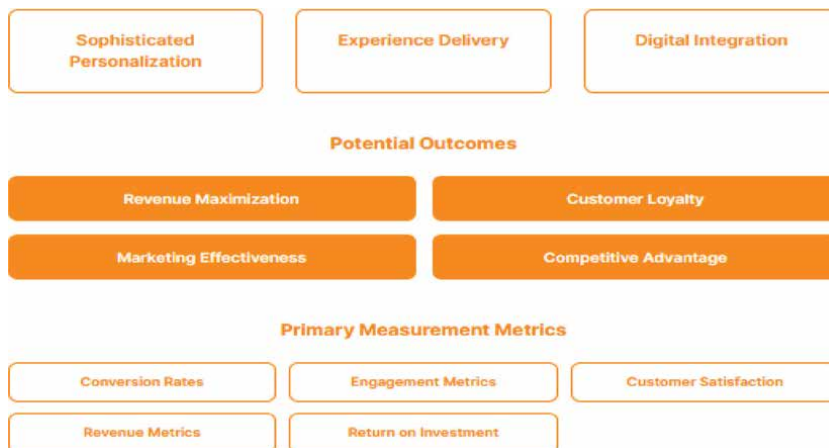 Sophisticated
Personalization
Experience Delivery
Digital Integration
Potential Outcomes
Revenue Maximization
Customer Loyalty
Marketing Effectiveness
Competitive Advantage
Primary Measurement Metrics
Conversion Rates
Engagement Metrics
Customer Satisfaction
Revenue Metrics
Return on Investment